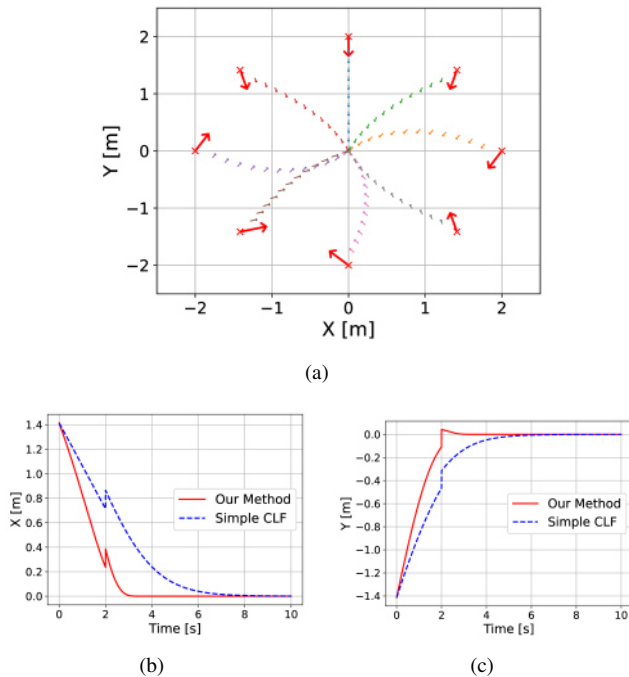 2
1
0
−1
−2
Y [m]
−2 −1 0 1 2
X [m]
(a)
1.4
1.2
1.0
0.8
0.6
0.4
0.2
0.0
X [m]
Our Method
Simple CLF
0 2 4 6 8 10
Time [s]
(b)
0.0
−0.2
−0.4
−0.6
−0.8
−1.0
−1.2
−1.4
Y [m]
Our Method
Simple CLF
0 2 4 6 8 10
Time [s]
(c)